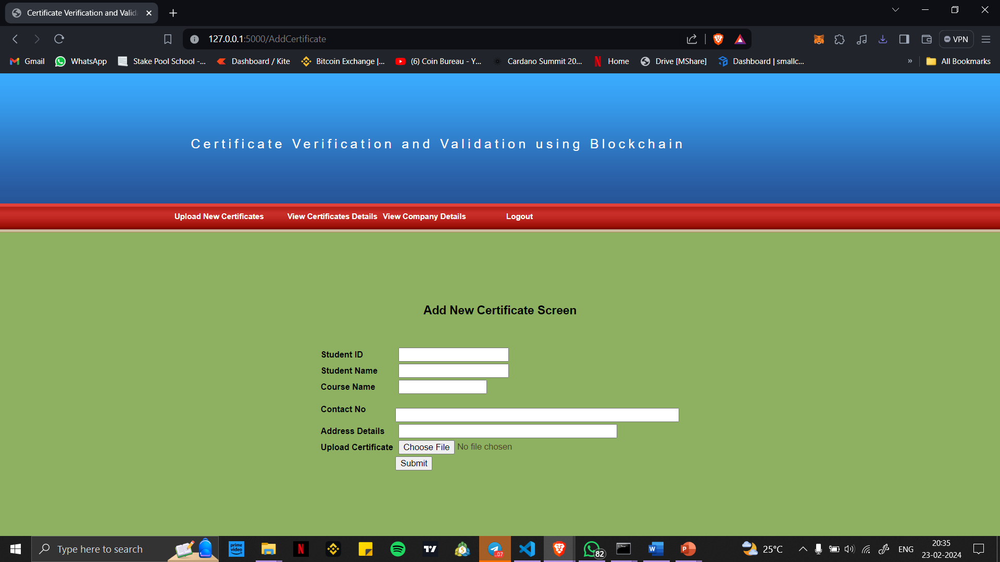 Certificate Verification and Valid
127.0.0.1:5000/AddCertificate
VPN
Gmail
WhatsApp
Stake Pool School -...
Dashboard / Kite
Bitcoin Exchange |...
(6) Coin Bureau - Y...
Cardano Summit 20...
Home
Drive [MShare]
Dashboard | smallc...
»
All Bookmarks
Certificate Verification and Validation using Blockchain
Upload New Certificates
View Certificates Details
View Company Details
Logout
Add New Certificate Screen
Student ID
Student Name
Course Name
Contact No
Address Details
Upload Certificate Choose File No file chosen
Submit
Type here to search
prime video
..07
82
25°C
ENG
20:35
23-02-2024